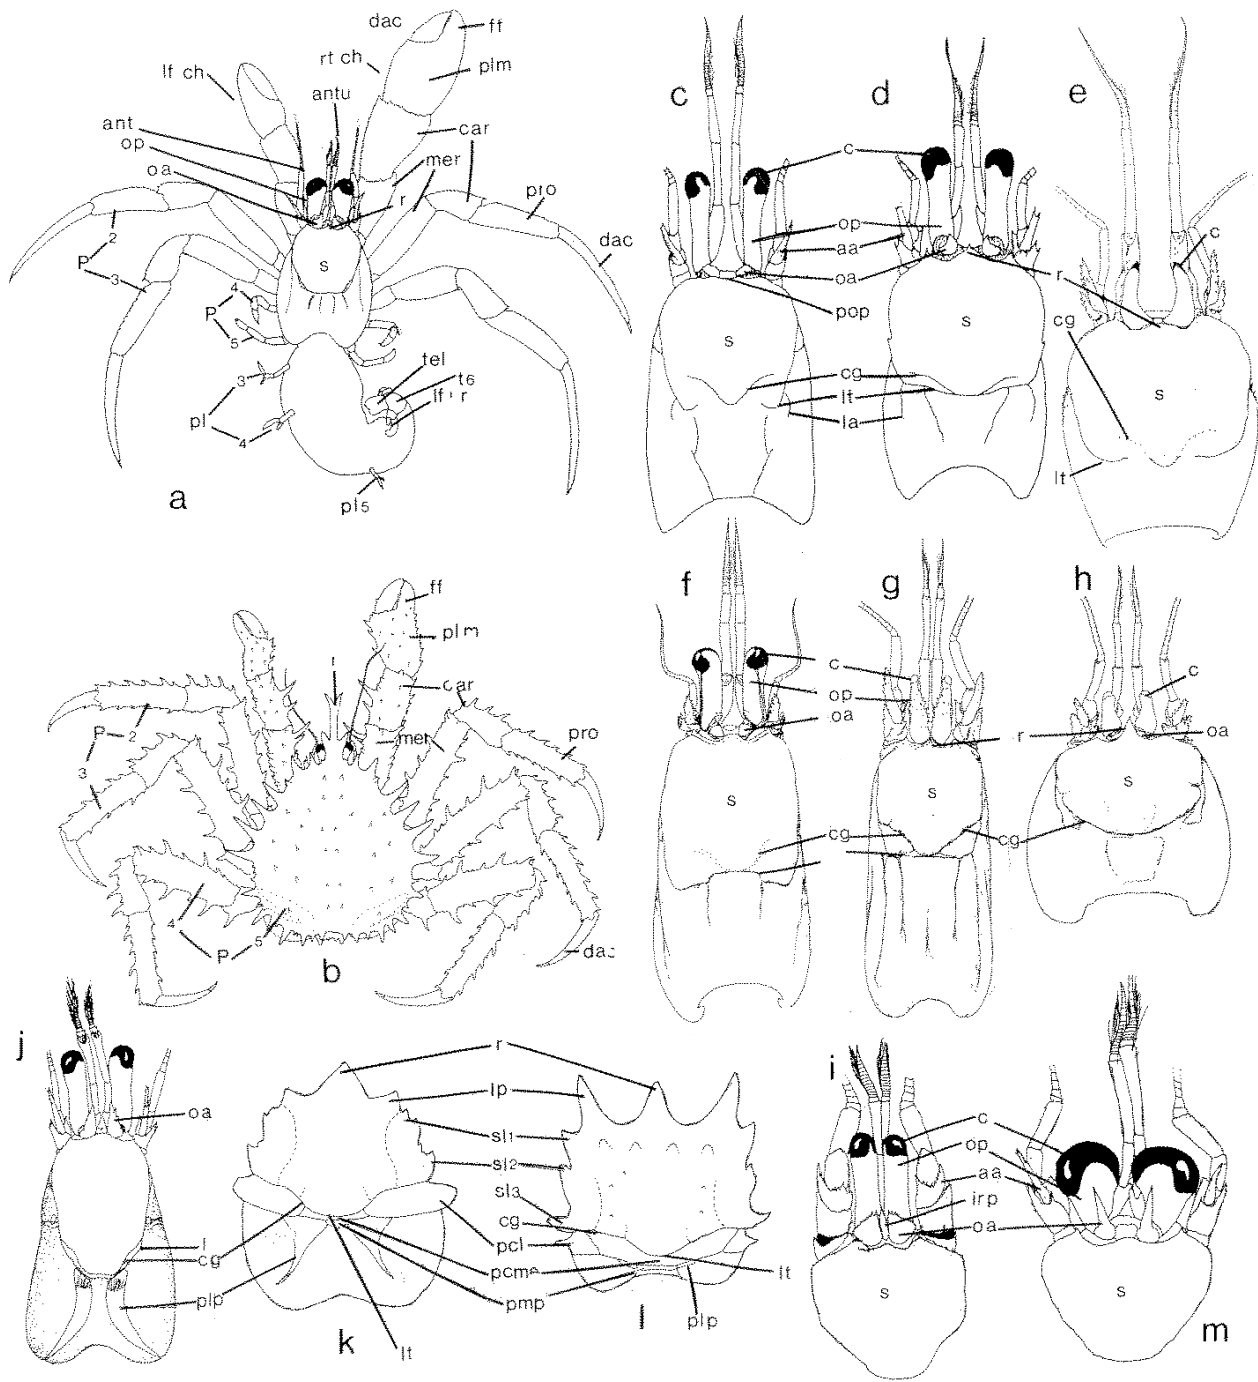 dac
ff
rt ch
lf ch
plm
antu
ant
op
car
oa
mer
r
pro
s
dac
P
2
3
P
4
5
tel
t6
3
pl
4
pl5
a
c
d
e
c
op
aa
oa
pop
r
c
cg
s
s
s
cg
lt
la
lt
ff
plm
car
mer
pro
P
2
3
4
P
5
dac
b
f
g
h
c
op
oa
r
c
oa
s
s
s
cg
cg
j
oa
l
cg
plp
r
lp
sl1
sl2
sl3
cg
pcl
pcme
pmp
lt
plp
lt
k
l
i
c
op
aa
irp
oa
s
s
m